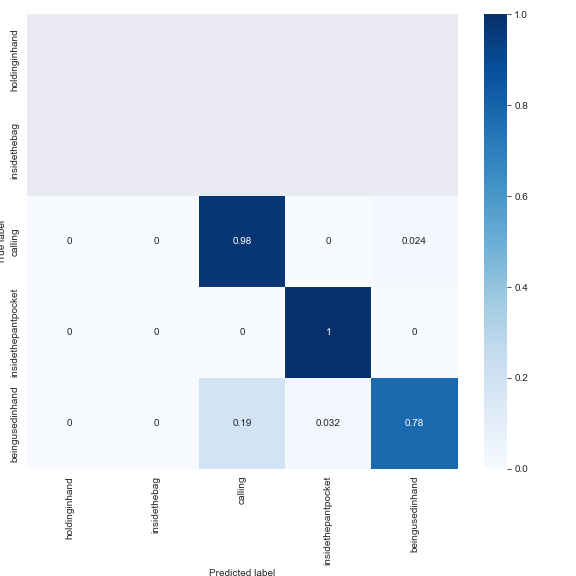 1.0
holdinginhand
insidethebag
0.8
True label
calling
0 0 0.98 0 0.024
0.6
insidethepantpocket
0 0 0 1 0
0.4
beingusedinhand
0 0 0.19 0.032 0.78
0.2
0.0
holdinginhand
insidethebag
calling
insidethepantpocket
beingusedinhand
Predicted label